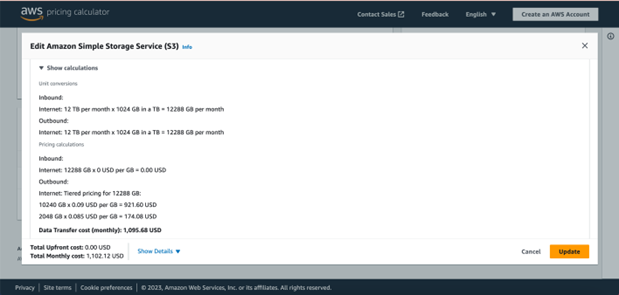 aws pricing calculator
Contact Sales
Feedback
English
Create an AWS Account
Edit Amazon Simple Storage Service (S3) Info
Show calculations
Unit conversions
Inbound:
Internet: 12 TB per month x 1024 GB in a TB = 12288 GB per month
Outbound:
Internet: 12 TB per month x 1024 GB in a TB = 12288 GB per month
Pricing calculations
Inbound:
Internet: 12288 GB x 0 USD per GB = 0.00 USD
Outbound:
Internet: Tiered pricing for 12288 GB:
10240 GB x 0.09 USD per GB = 921.60 USD
2048 GB x 0.085 USD per GB = 174.08 USD
Data Transfer cost (monthly): 1,095.68 USD
Total Upfront cost: 0.00 USD
Total Monthly cost: 1,102.12 USD
Show Details
Cancel
Update
Privacy | Site terms | Cookie preferences | © 2023, Amazon Web Services, Inc. or its affiliates. All rights reserved.